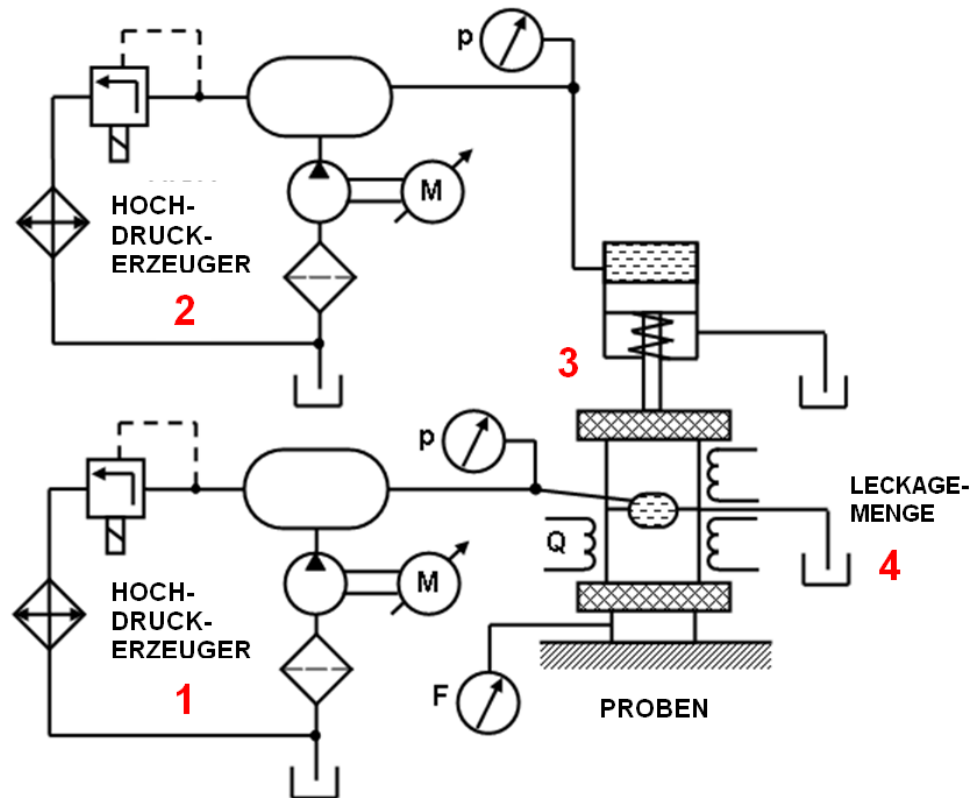 p
M
HOCH-
DRUCK-
ERZEUGER
2
3
p
LECKAGE-
MENGE
4
Q
M
HOCH-
DRUCK-
ERZEUGER
1
F
PROBEN